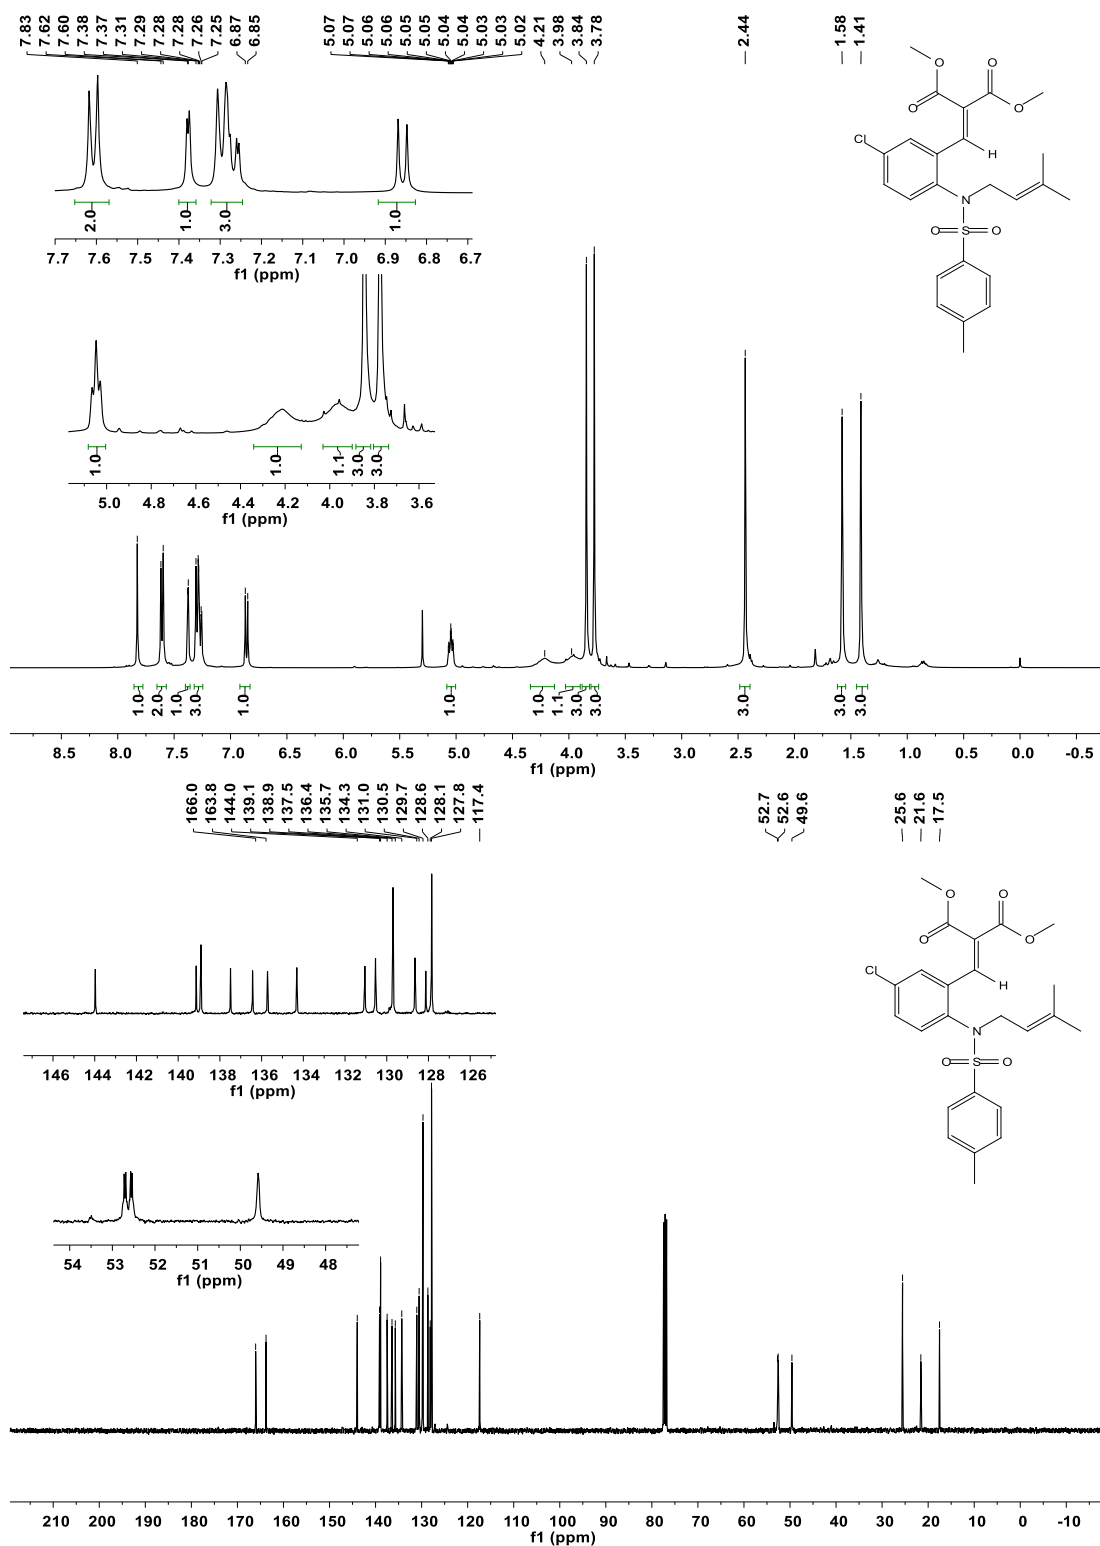 7.83 7.62 7.60 7.38 7.37 7.31 7.29 7.28 7.28 7.26 7.25 6.87 6.85 5.07 5.07 5.06 5.06 5.05 5.05 5.04 5.04 5.03 5.03 5.02 4.21 3.98 3.84 3.78 2.44 1.58 1.41
O O
O O
Cl H
N
O S O
2.0 1.0 3.0 1.0
7.7 7.6 7.5 7.4 7.3 7.2 7.1 7.0 6.9 6.8 6.7
f1 (ppm)
1.0 1.0 1.1 3.0 3.0
5.0 4.8 4.6 4.4 4.2 4.0 3.8 3.6
f1 (ppm)
1.0 2.0 1.0 3.0 1.0 1.0 1.0 1.1 3.0 3.0 3.0 3.0 3.0
8.5 8.0 7.5 7.0 6.5 6.0 5.5 5.0 4.5 4.0 3.5 3.0 2.5 2.0 1.5 1.0 0.5 0.0 -0.5
f1 (ppm)
166.0 163.8 144.0 139.1 138.9 137.5 136.4 135.7 134.3 131.0 130.5 129.7 128.6 128.1 127.8 117.4 52.7 52.6 49.6 25.6 21.6 17.5
O O
O O
Cl H
N
O S O
146 144 142 140 138 136 134 132 130 128 126
f1 (ppm)
54 53 52 51 50 49 48
f1 (ppm)
210 200 190 180 170 160 150 140 130 120 110 100 90 80 70 60 50 40 30 20 10 0 -10
f1 (ppm)